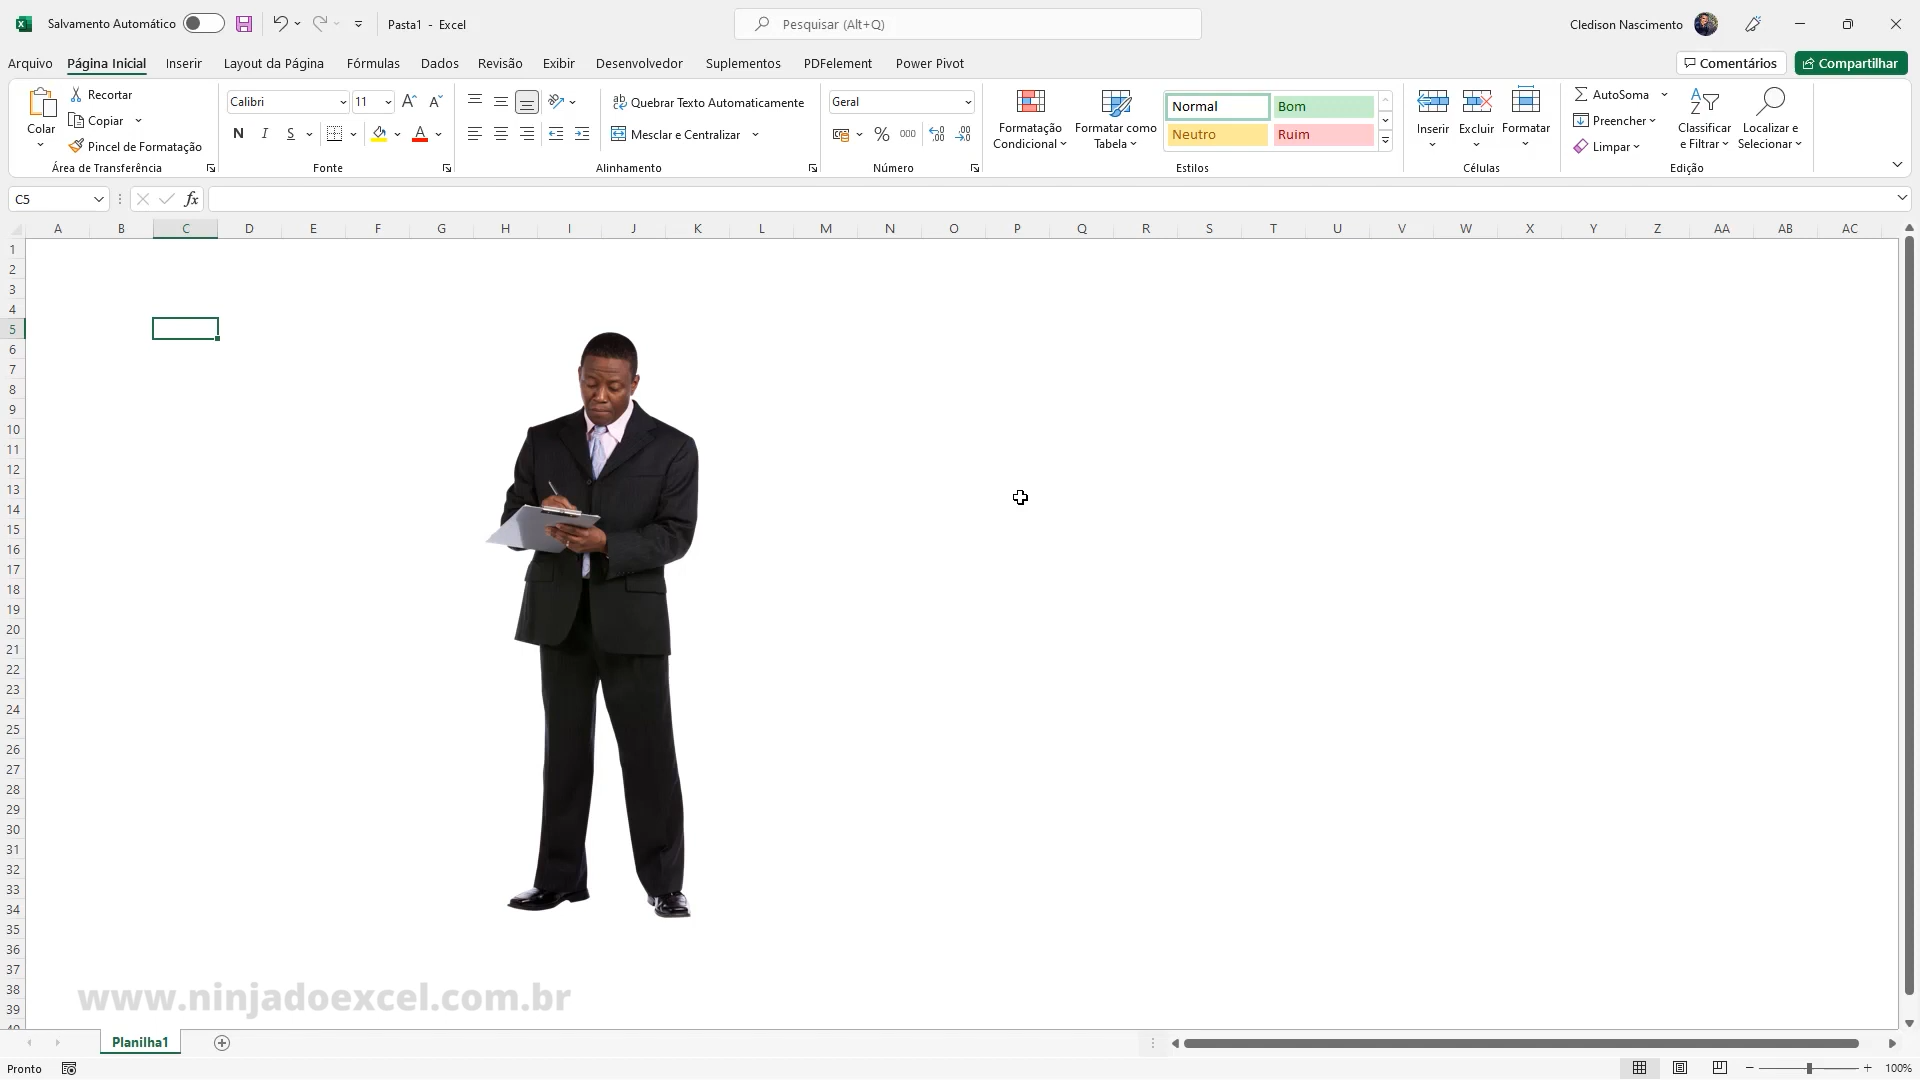 Salvamento Automático
Pasta1 - Excel
Pesquisar (Alt+Q)
Cledison Nascimento
Arquivo Página Inicial Inserir Layout da Página Fórmulas Dados Revisão Exibir Desenvolvedor Suplementos PDFelement Power Pivot
Comentários Compartilhar
Colar
Recortar
Copiar
Pincel de Formatação
Área de Transferência
Calibri 11
N I S
Fonte
Quebrar Texto Automaticamente
Mesclar e Centralizar
Alinhamento
Geral
% 000
Número
Formatação Condicional
Formatar como Tabela
Normal Bom
Neutro Ruim
Estilos
Inserir Excluir Formatar
Células
AutoSoma
Preencher
Limpar
Classificar e Filtrar
Localizar e Selecionar
Edição
C5 fx
A B C D E F G H I J K L M N O P Q R S T U V W X Y Z AA AB AC
1
2
3
4
5
6
7
8
9
10
11
12
13
14
15
16
17
18
19
20
21
22
23
24
25
26
27
28
29
30
31
32
33
34
35
36
37
38
39
www.ninjadoexcel.com.br
Planilha1
Pronto
100%